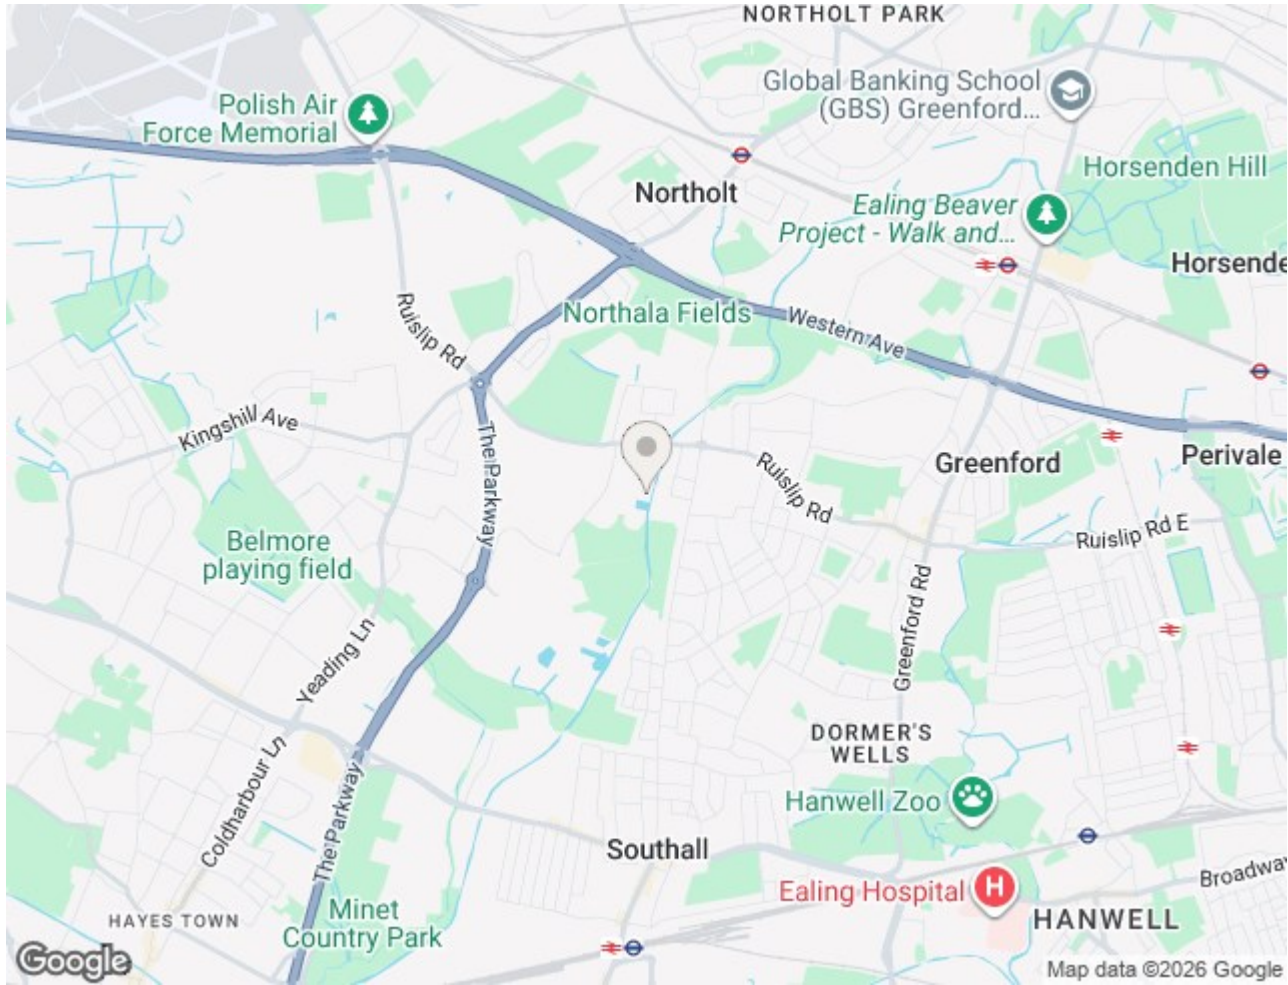 NORTHOLT PARK
Global Banking School
(GBS) Greenford...
Polish Air
Force Memorial
Horsenden Hill
Northolt
Ealing Beaver
Project - Walk and...
Horsende
Ruislip Rd
Northala Fields
Western Ave
Kingshill Ave
The Parkway
Greenford
Perivale
Ruislip Rd
Ruislip Rd E
Belmore
playing field
Greenford Rd
Yeading Ln
DORMER'S
WELLS
Coldharbour Ln
The Parkway
Hanwell Zoo
Southall
Ealing Hospital
H
Broadwa
HAYES TOWN
Minet
Country Park
HANWELL
Google
Map data ©2026 Google